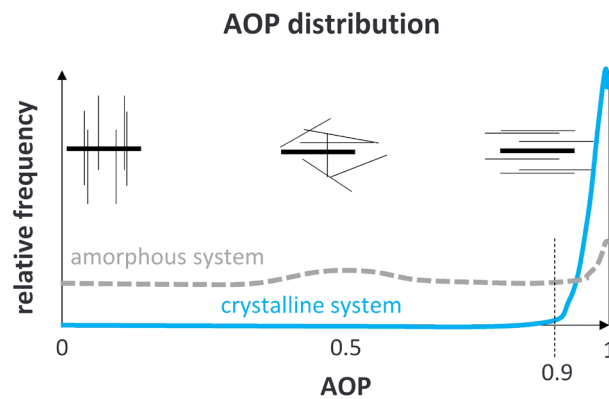 AOP distribution
relative frequency
amorphous system
crystalline system
0
0.5
0.9
1
AOP